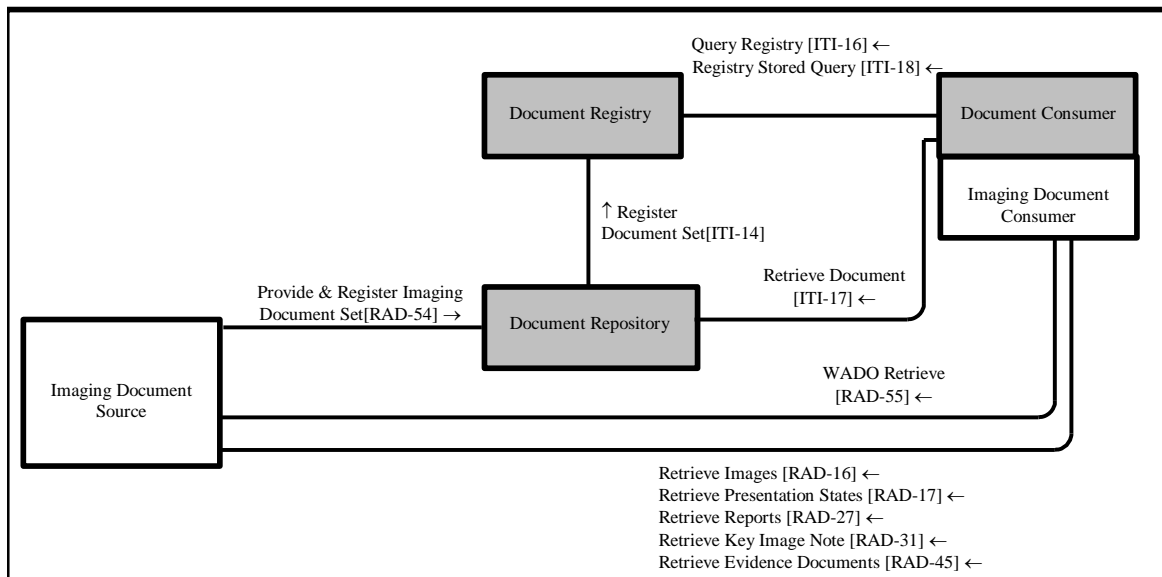 Query Registry [ITI-16] ←
Registry Stored Query [ITI-18] ←
Document Registry
Document Consumer
Imaging Document
Consumer
↑ Register
Document Set[ITI-14]
Retrieve Document
[ITI-17] ←
Provide & Register Imaging
Document Set[RAD-54] →
Document Repository
Imaging Document
Source
WADO Retrieve
[RAD-55] ←
Retrieve Images [RAD-16] ←
Retrieve Presentation States [RAD-17] ←
Retrieve Reports [RAD-27] ←
Retrieve Key Image Note [RAD-31] ←
Retrieve Evidence Documents [RAD-45] ←